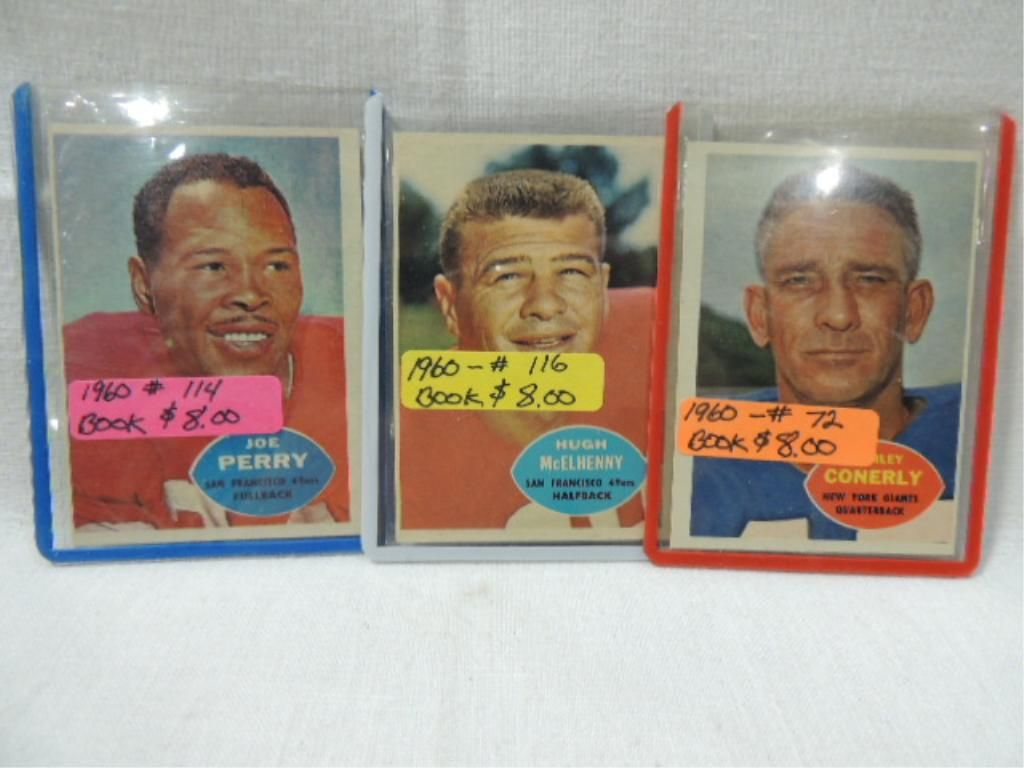 1960 # 114
BOOK $ 8.00
JOE
PERRY
SAN FRANCISCO 49ers
FULLBACK
1960 - # 116
BOOK $ 8.00
HUGH
McELHENNY
SAN FRANCISCO 49ers
HALFBACK
1960 - # 72
BOOK $ 8.00
CONERLY
NEW YORK GIANTS
QUARTERBACK